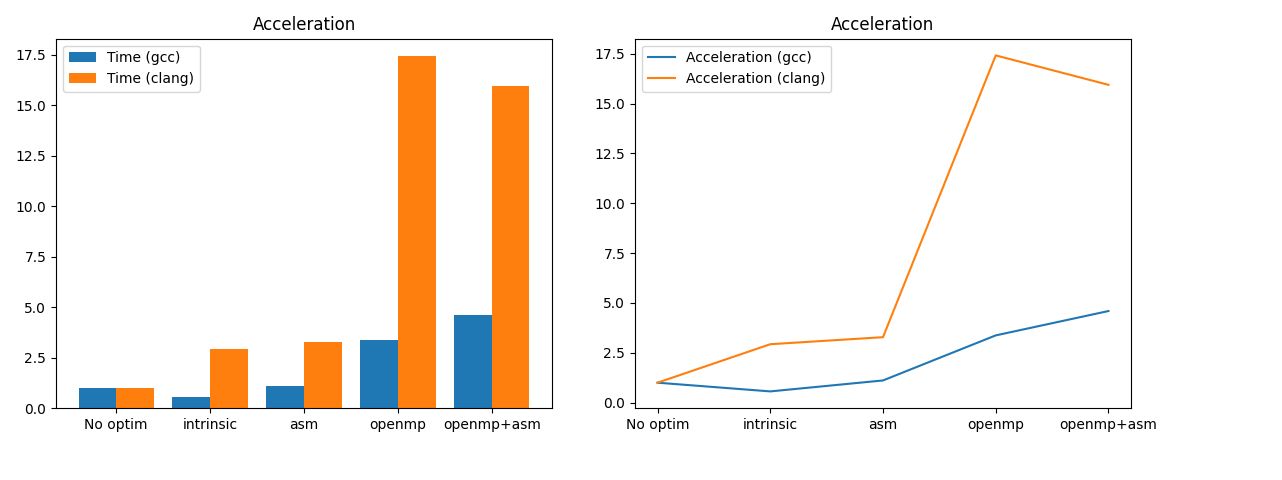 Acceleration
17.5
15.0
12.5
10.0
7.5
5.0
2.5
0.0
Time (gcc)
Time (clang)
No optim intrinsic asm openmp openmp+asm
Acceleration
17.5
15.0
12.5
10.0
7.5
5.0
2.5
0.0
Acceleration (gcc)
Acceleration (clang)
No optim intrinsic asm openmp openmp+asm